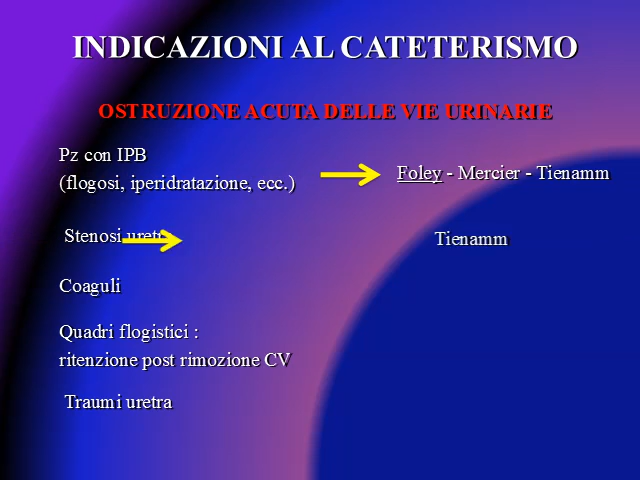 INDICAZIONI AL CATETERISMO
OSTRUZIONE ACUTA DELLE VIE URINARIE
Pz con IPB
(flogosi, iperidratazione, ecc.)
Foley - Mercier - Tienamm
Stenosi uretra
Tienamm
Coaguli
Quadri flogistici :
ritenzione post rimozione CV
Traumi uretra